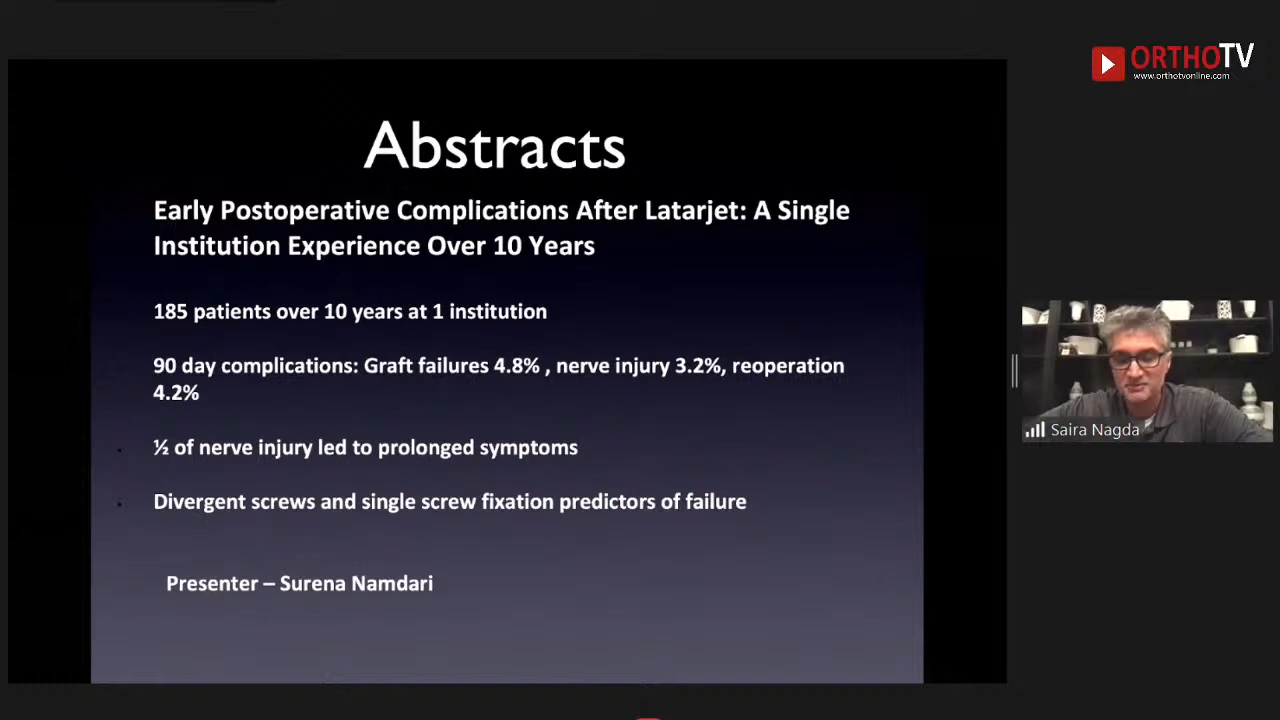 ORTHOTV
www.orthotvonline.com
Abstracts
Early Postoperative Complications After Latarjet: A Single
Institution Experience Over 10 Years
185 patients over 10 years at 1 institution
90 day complications: Graft failures 4.8% , nerve injury 3.2%, reoperation
4.2%
½ of nerve injury led to prolonged symptoms
Divergent screws and single screw fixation predictors of failure
Presenter – Surena Namdari
Saira Nagda